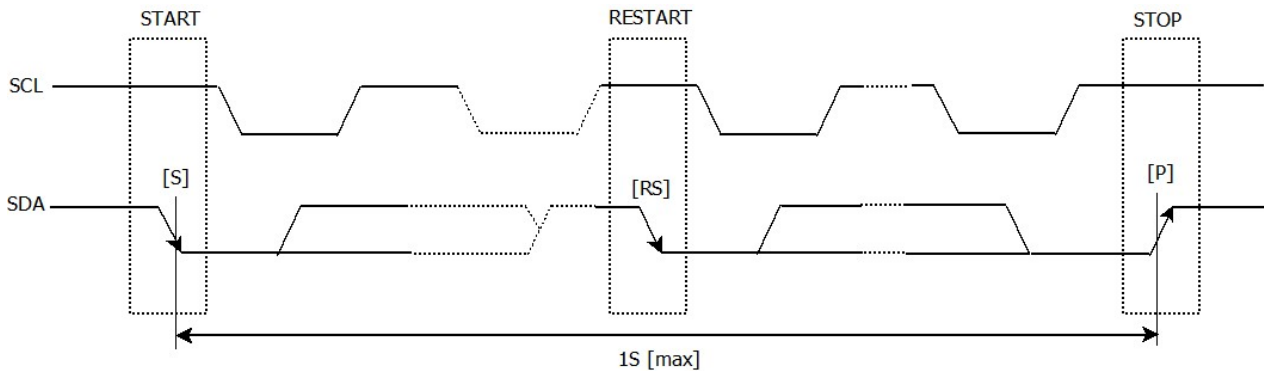 START
RESTART
STOP
SCL
[S]
[RS]
[P]
SDA
1S [max]